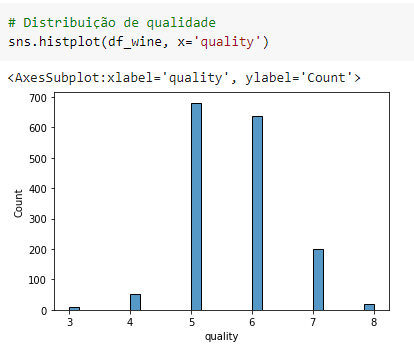 # Distribuição de qualidade
sns.histplot(df_wine, x='quality')
<AxesSubplot:xlabel='quality', ylabel='Count'>
700
600
500
400
300
200
100
0
Count
3 4 5 6 7 8
quality